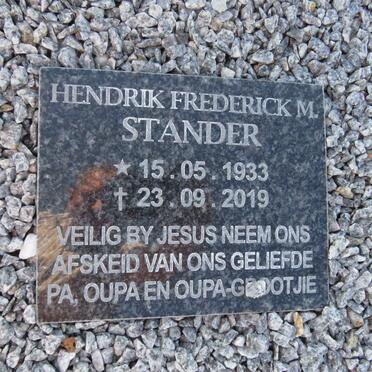 HENDRIK FREDERICK M.
STANDER
★ 15.05.1933
† 23.09.2019
VEILIG BY JESUS NEEM ONS
AFSKEID VAN ONS GELIEFDE
PA, OUPA EN OUPA-GROOTJIE